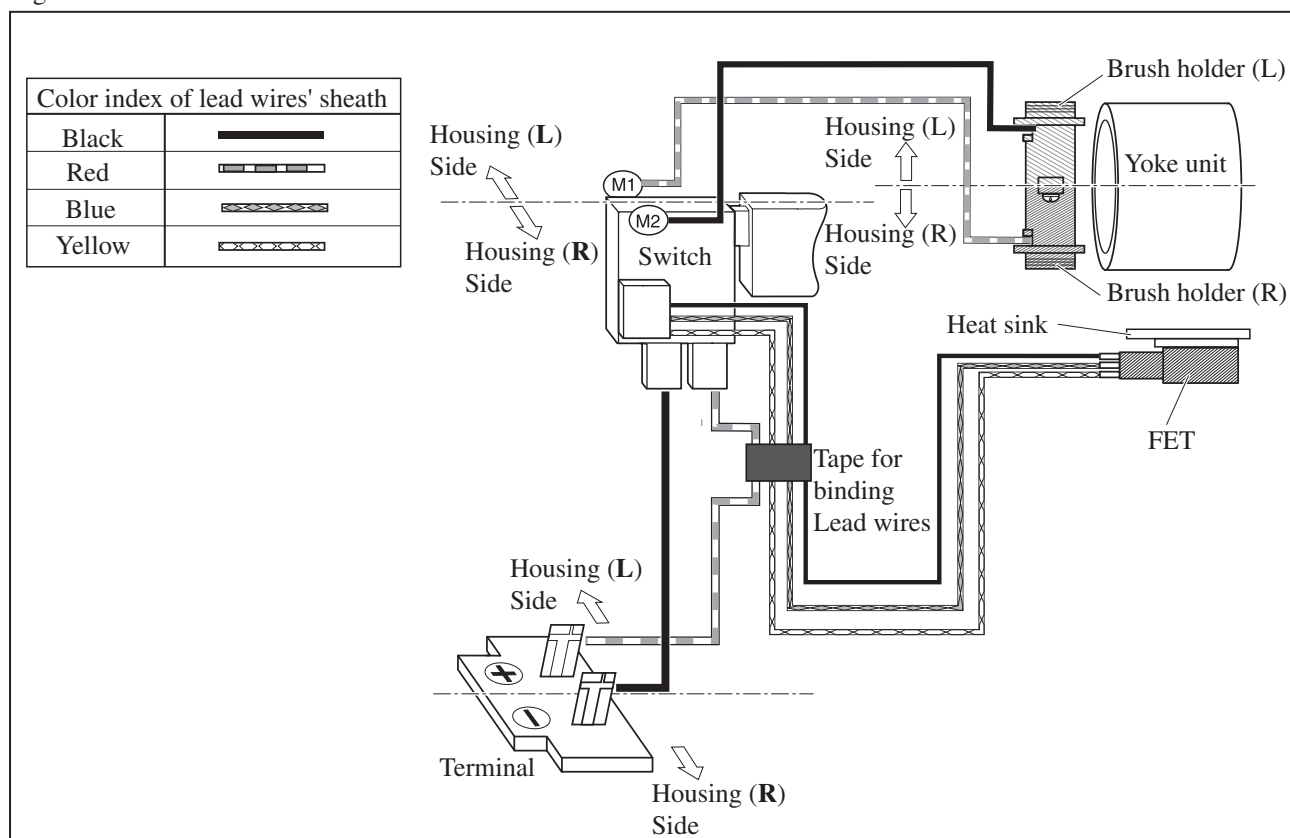 Color index of lead wires' sheath
Black
Red
Blue
Yellow
Housing (L)
Side
M1
M2
Housing (R)
Side
Switch
Housing (L)
Side
Housing (R)
Side
Brush holder (L)
Yoke unit
Brush holder (R)
Heat sink
FET
Tape for
binding
Lead wires
Housing (L)
Side
+
−
Terminal
Housing (R)
Side